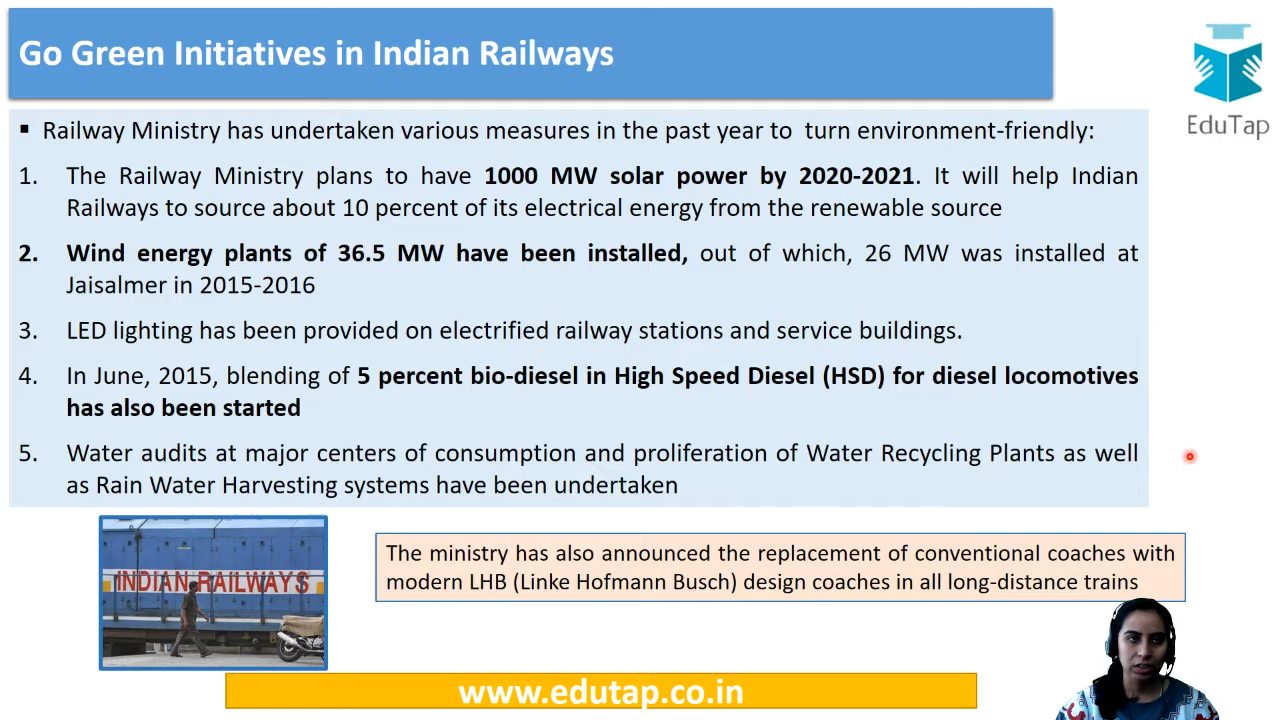 Go Green Initiatives in Indian Railways
EduTap
▪ Railway Ministry has undertaken various measures in the past year to turn environment-friendly:
1. The Railway Ministry plans to have 1000 MW solar power by 2020-2021. It will help Indian
Railways to source about 10 percent of its electrical energy from the renewable source
2. Wind energy plants of 36.5 MW have been installed, out of which, 26 MW was installed at
Jaisalmer in 2015-2016
3. LED lighting has been provided on electrified railway stations and service buildings.
4. In June, 2015, blending of 5 percent bio-diesel in High Speed Diesel (HSD) for diesel locomotives
has also been started
5. Water audits at major centers of consumption and proliferation of Water Recycling Plants as well
as Rain Water Harvesting systems have been undertaken
INDIAN RAILWAYS
The ministry has also announced the replacement of conventional coaches with
modern LHB (Linke Hofmann Busch) design coaches in all long-distance trains
www.edutap.co.in